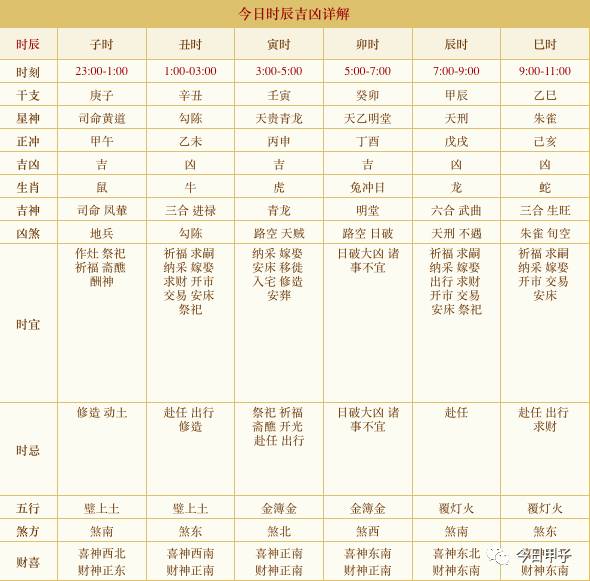 今日时辰吉凶详解
时辰 子时 丑时 寅时 卯时 辰时 巳时
时刻 23:00-1:00 1:00-03:00 3:00-5:00 5:00-7:00 7:00-9:00 9:00-11:00
干支 庚子 辛丑 壬寅 癸卯 甲辰 乙巳
星神 司命黄道 勾陈 天贵青龙 天乙明堂 天刑 朱雀
正冲 甲午 乙未 丙申 丁酉 戊戌 己亥
吉凶 吉 凶 吉 吉 凶 凶
生肖 鼠 牛 虎 兔冲日 龙 蛇
吉神 司命 凤辇 三合 进禄 青龙 明堂 六合 武曲 三合 生旺
凶煞 地兵 勾陈 路空 天贼 路空 日破 天刑 不遇 朱雀 旬空
时宜
作灶 祭祀
祈福 斋醮
酬神
祈福 求嗣
纳采 嫁娶
求财 开市
交易 安床
祭祀
纳采 嫁娶
安床 移徙
入宅 修造
安葬
日破大凶 诸
事不宜
祈福 求嗣
纳采 嫁娶
出行 求财
开市 交易
安床 祭祀
祈福 求嗣
纳采 嫁娶
开市 交易
安床
时忌
修造 动土
赴任 出行
修造
祭祀 祈福
斋醮 开光
赴任 出行
日破大凶 诸
事不宜
赴任
赴任 出行
求财
五行 璧上土 璧上土 金簿金 金簿金 覆灯火 覆灯火
煞方 煞南 煞东 煞北 煞西 煞南 煞东
财喜
喜神西北
财神正东
喜神西南
财神东南
喜神正南
财神正南
喜神东南
财神正南
喜神东北
财神东南
财神东南
今日甲子